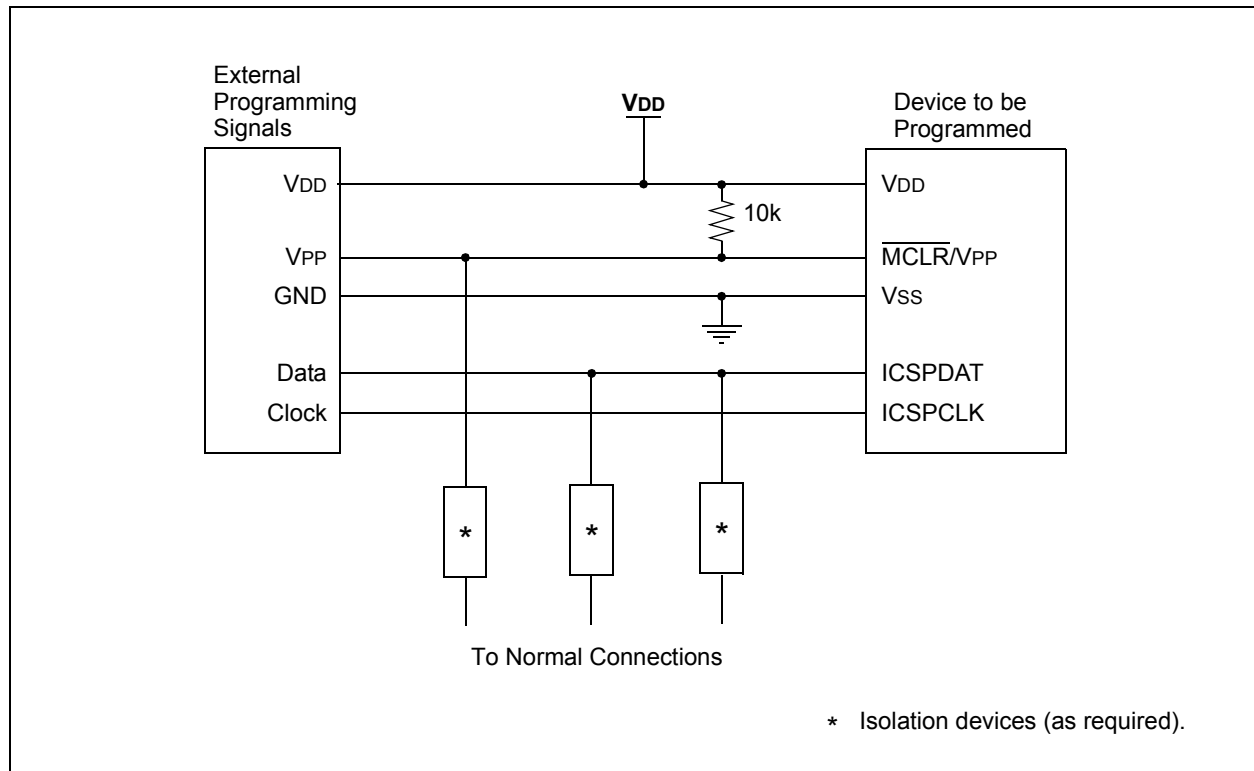 External
Programming
Signals
VDD
Device to be
Programmed
VDD
VDD
10k
VPP
MCLR/VPP
GND
VSS
Data
ICSPDAT
Clock
ICSPCLK
*
*
*
To Normal Connections
* Isolation devices (as required).